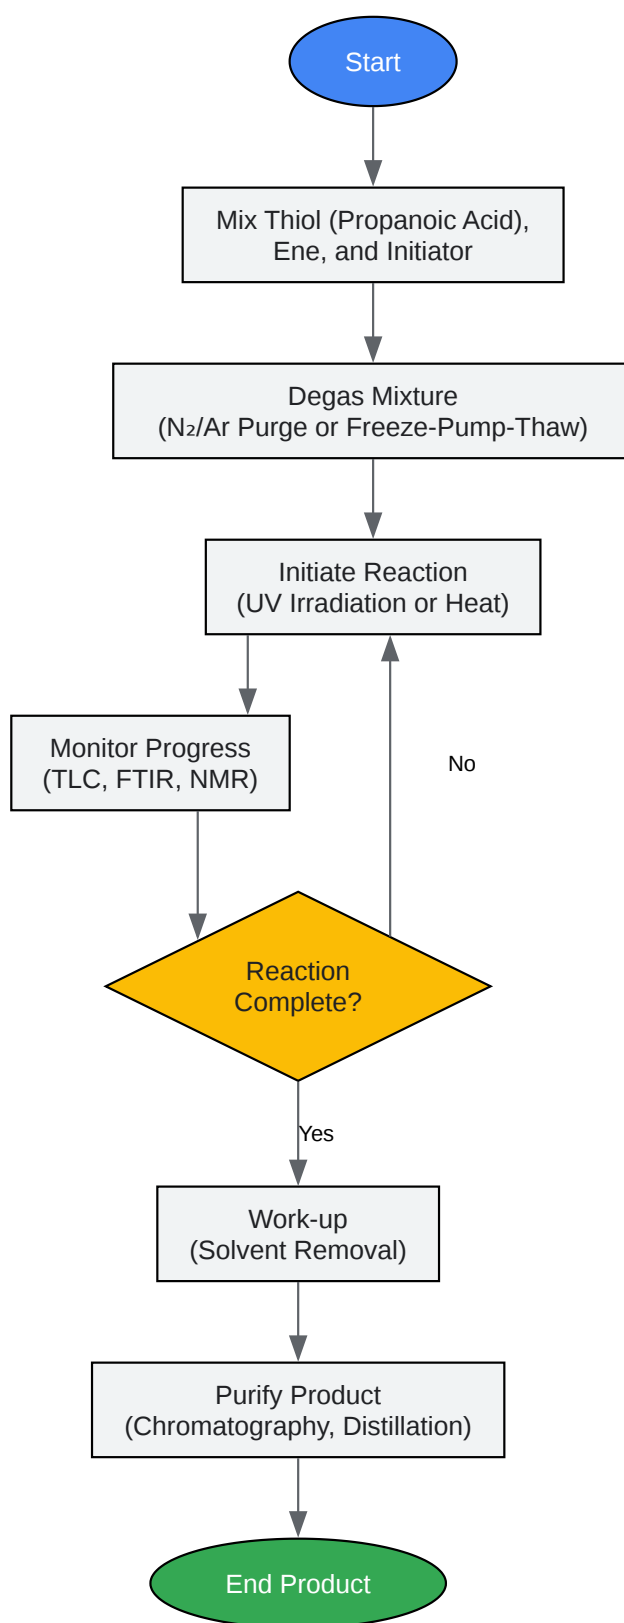 Start
Mix Thiol (Propanoic Acid),
Ene, and Initiator
Degas Mixture
(N₂/Ar Purge or Freeze-Pump-Thaw)
Initiate Reaction
(UV Irradiation or Heat)
Monitor Progress
(TLC, FTIR, NMR)
No
Reaction
Complete?
Yes
Work-up
(Solvent Removal)
Purify Product
(Chromatography, Distillation)
End Product